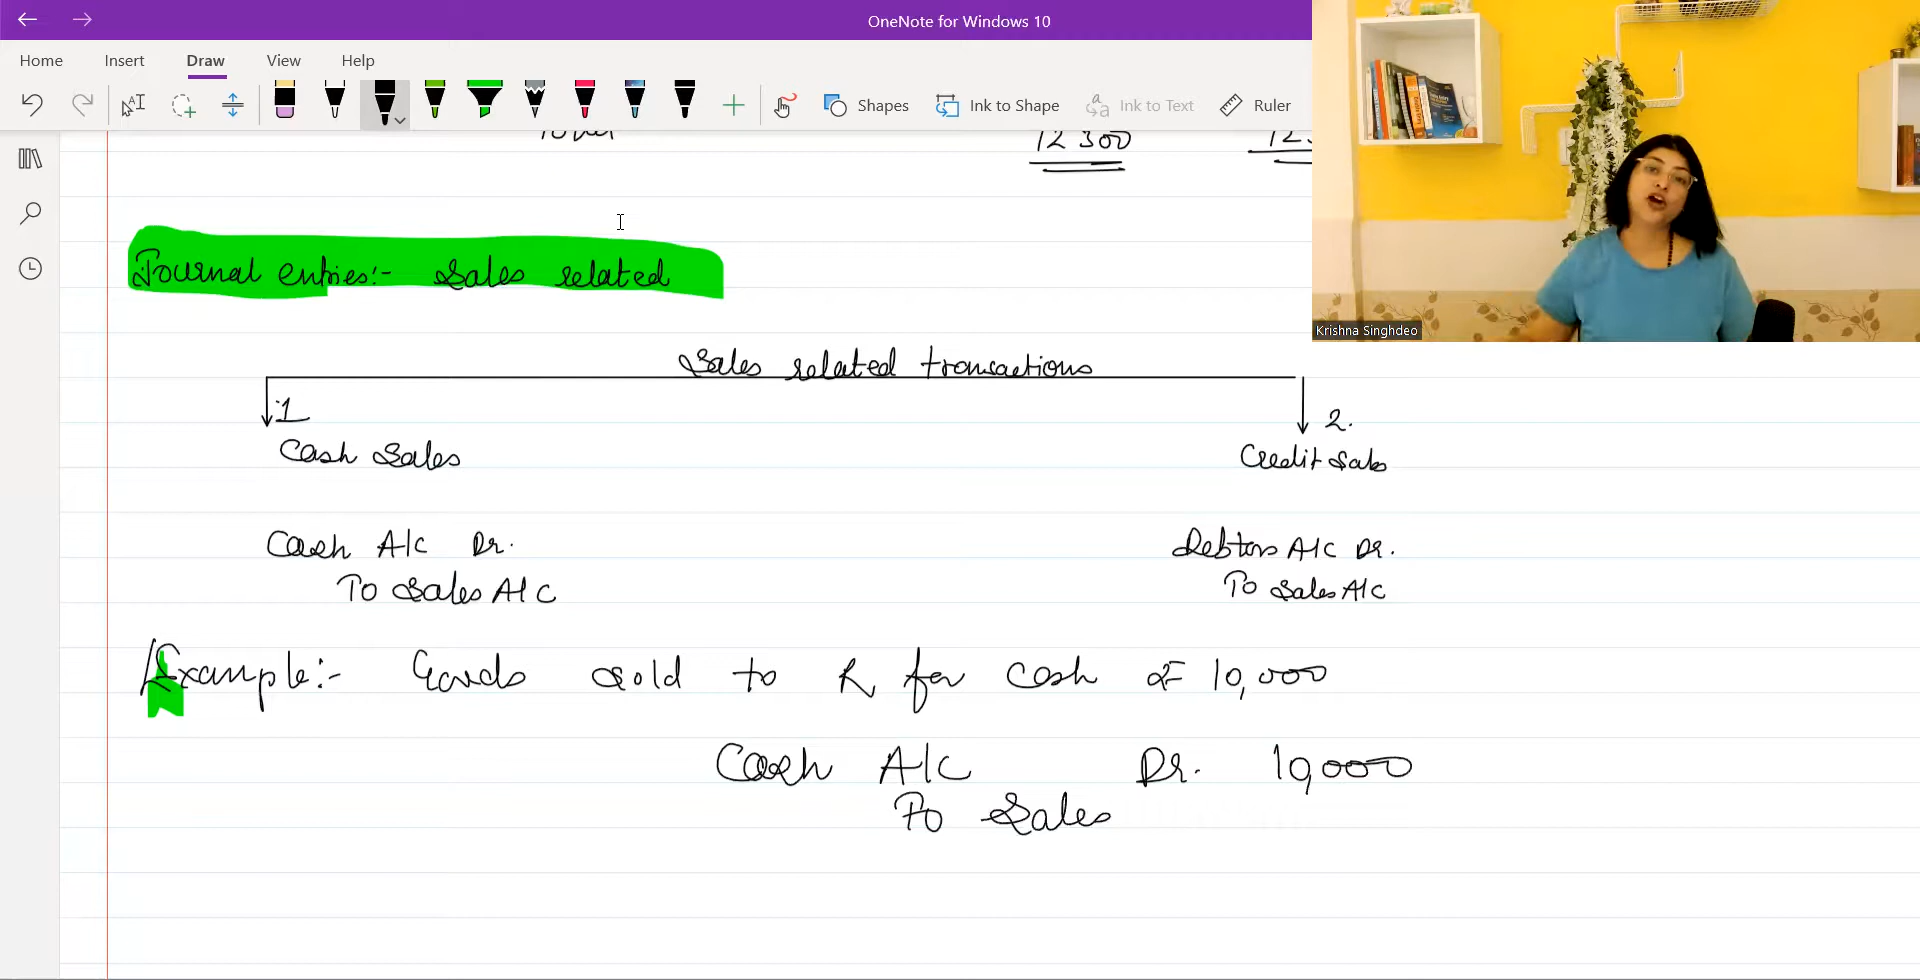 OneNote for Windows 10
Home Insert Draw View Help
Shapes Ink to Shape Ink to Text Ruler
Total 12 300
Journal entries:- Sales related
Krishna Singhdeo
Sales related transactions
1 2.
Cash Sales Credit Sales
Cash A/C Dr. Debtors A/C Dr.
To Sales A/C To Sales A/C
Example:- Goods sold to R for cash of 10,000
Cash A/C Dr. 10,000
To Sales